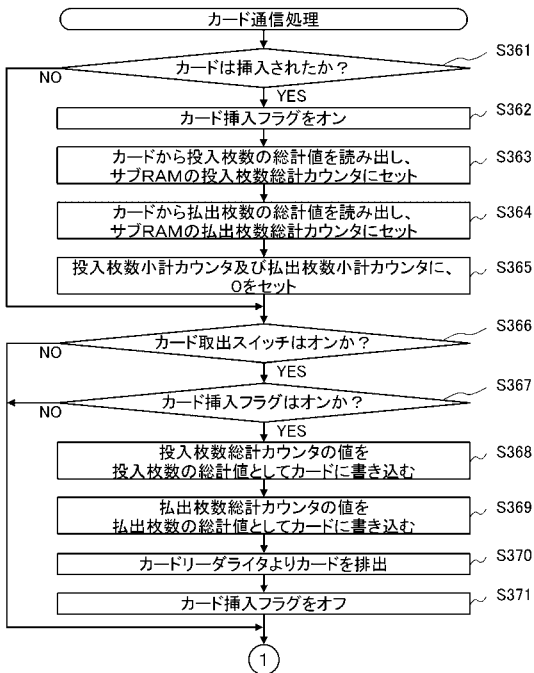 カード通信処理
カードは挿入されたか？
S361
NO
YES
カード挿入フラグをオン
S362
カードから投入枚数の総計値を読み出し、
サブRAMの投入枚数総計カウンタにセット
S363
カードから払出枚数の総計値を読み出し、
サブRAMの払出枚数総計カウンタにセット
S364
投入枚数小計カウンタ及び払出枚数小計カウンタに、
0をセット
S365
カード取出スイッチはオンか？
S366
NO
YES
カード挿入フラグはオンか？
S367
NO
YES
投入枚数総計カウンタの値を
投入枚数の総計値としてカードに書き込む
S368
払出枚数総計カウンタの値を
払出枚数の総計値としてカードに書き込む
S369
カードリーダライタよりカードを排出
S370
カード挿入フラグをオフ
S371
1